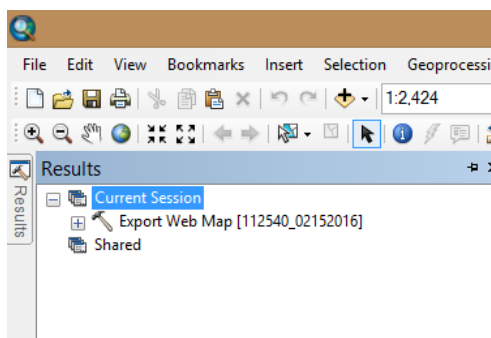 File Edit View Bookmarks Insert Selection Geoprocessi
1:2,424
Results
Results
Current Session
Export Web Map [112540_02152016]
Shared